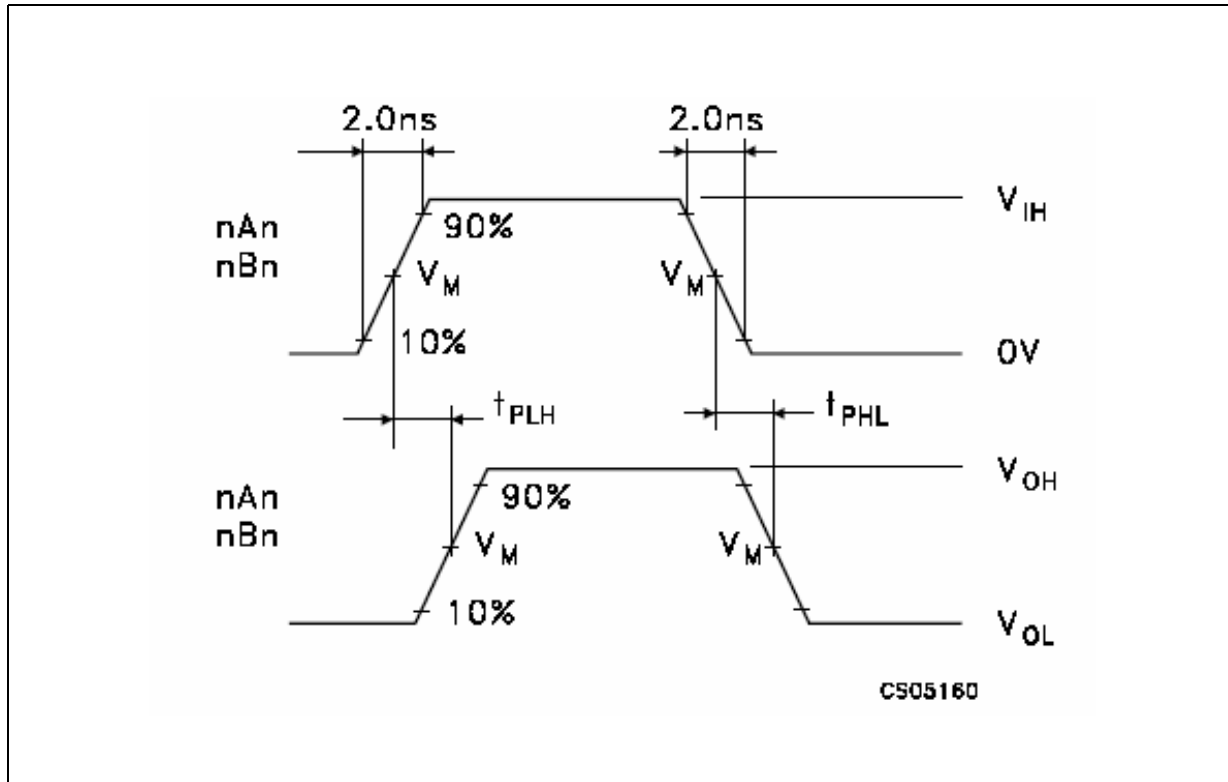 2.0ns 2.0ns
VIH
nAn 90%
nBn VM VM
10% 0V
tPLH tPHL
VOH
nAn 90%
nBn VM VM
10%
VOL
CS05160